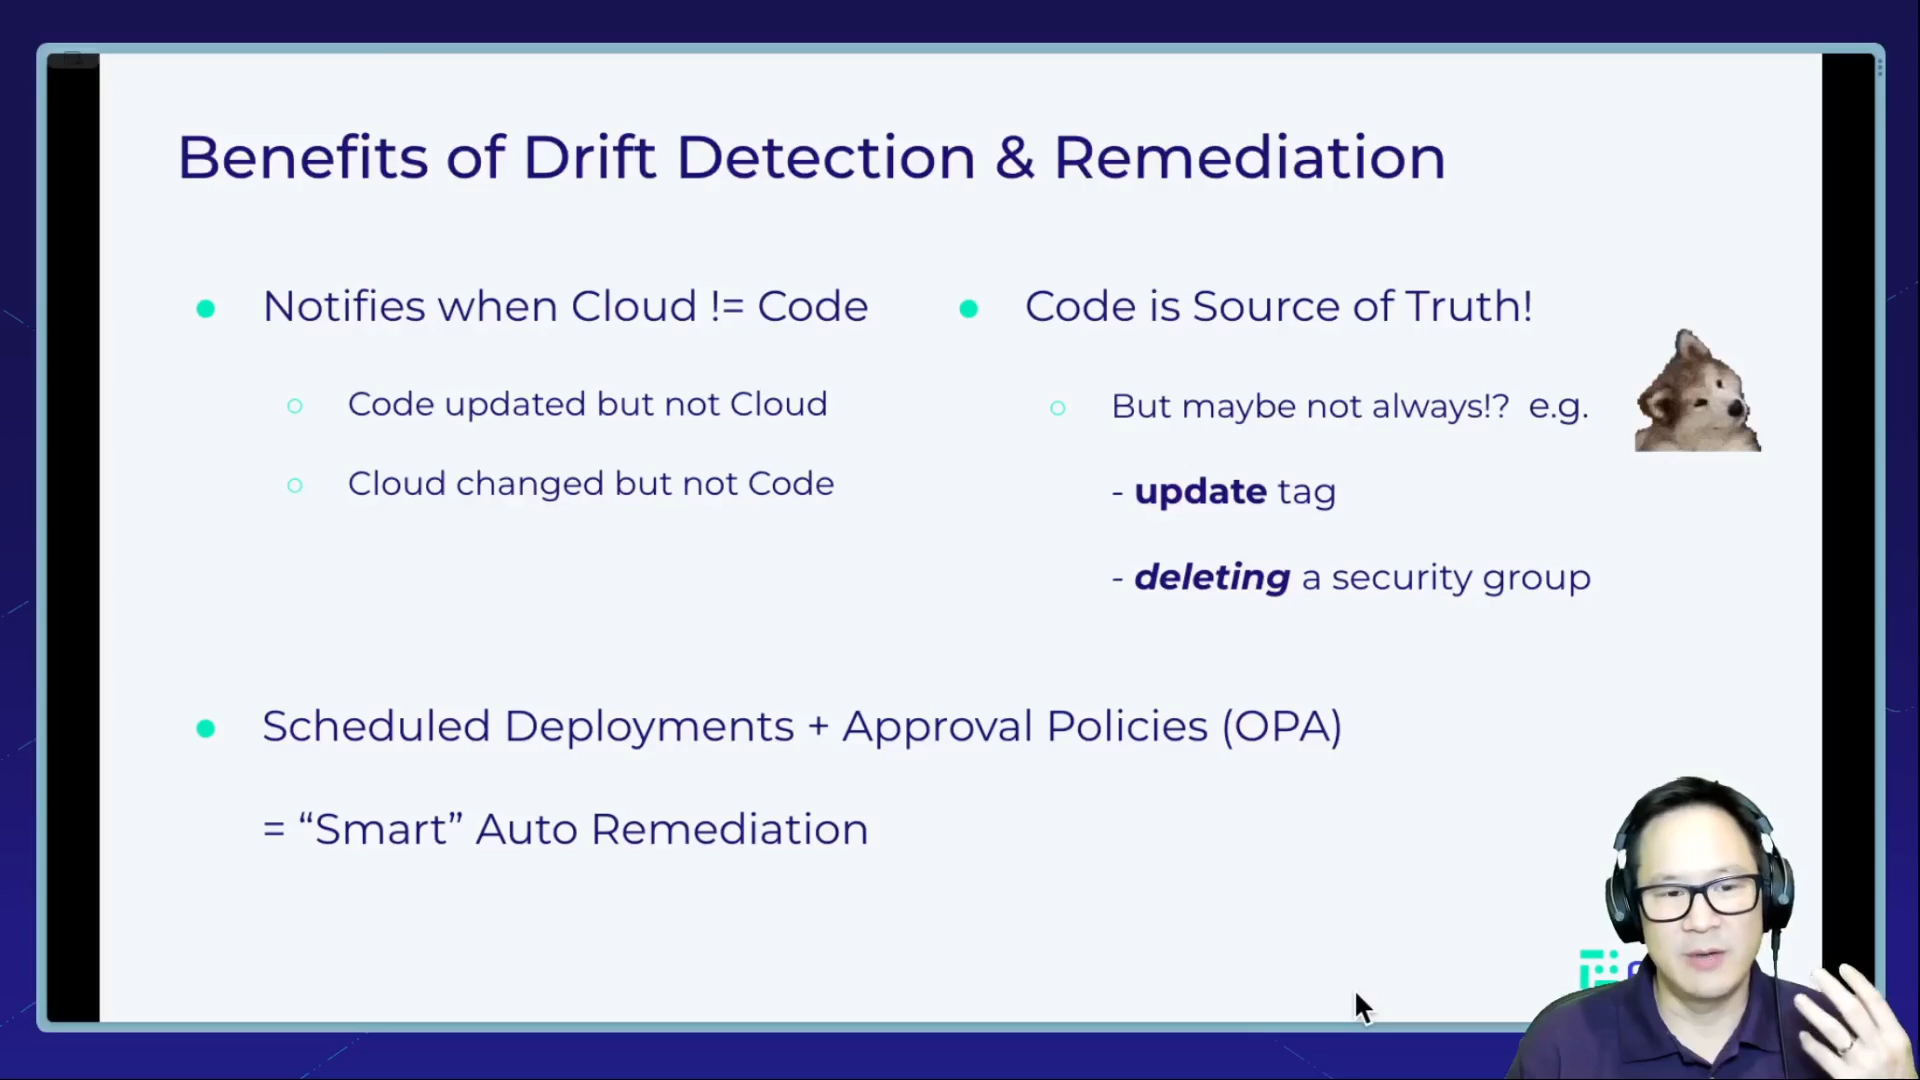 Benefits of Drift Detection & Remediation
● Notifies when Cloud != Code
○ Code updated but not Cloud
○ Cloud changed but not Code
● Code is Source of Truth!
○ But maybe not always!? e.g.
- update tag
- deleting a security group
● Scheduled Deployments + Approval Policies (OPA)
= “Smart” Auto Remediation